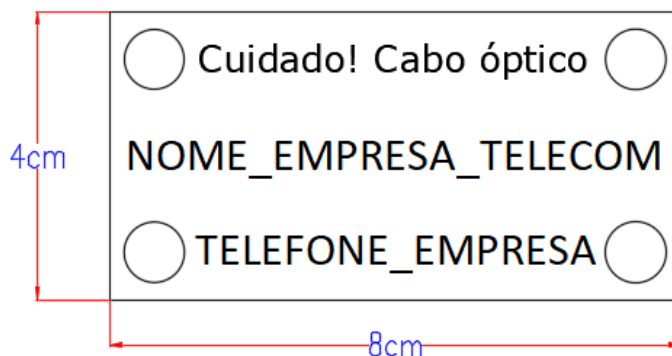 Cuidado! Cabo óptico
4cm
NOME_EMPRESA_TELECOM
TELEFONE_EMPRESA
8cm